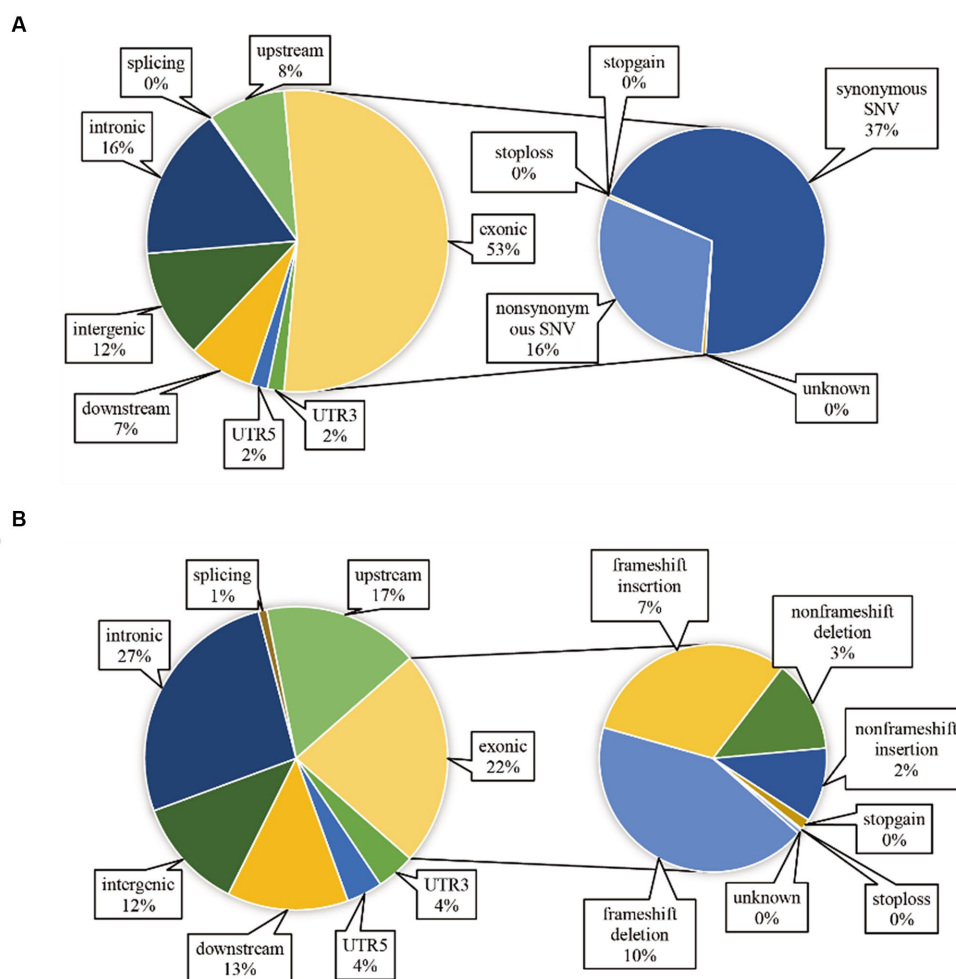 A
splicing
0%
upstream
8%
stopgain
0%
synonymous
SNV
37%
intronic
16%
stoploss
0%
exonic
53%
nonsynonym
ous SNV
16%
intergenic
12%
downstream
7%
UTR5
2%
UTR3
2%
unknown
0%
B
splicing
1%
upstream
17%
frameshift
insertion
7%
nonframeshift
deletion
3%
intronic
27%
exonic
22%
nonframeshift
insertion
2%
stopgain
0%
intergenic
12%
UTR3
4%
unknown
0%
stoploss
0%
downstream
13%
UTR5
4%
frameshift
deletion
10%